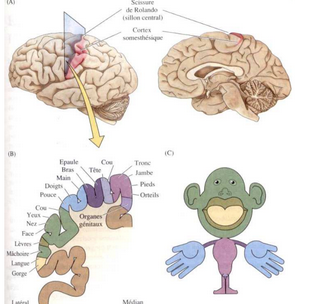 (A)
Scissure
de Rolando
(sillon central)
Cortex
somesthésique
(B)
Epaule
Bras
Main
Doigts
Pouce
Tête
Cou
Tronc
Jambe
Pieds
Orteils
Organes
génitaux
Cou
Yeux
Nez
Face
Lèvres
Mâchoire
Langue
Gorge
Latéral
Médian
(C)